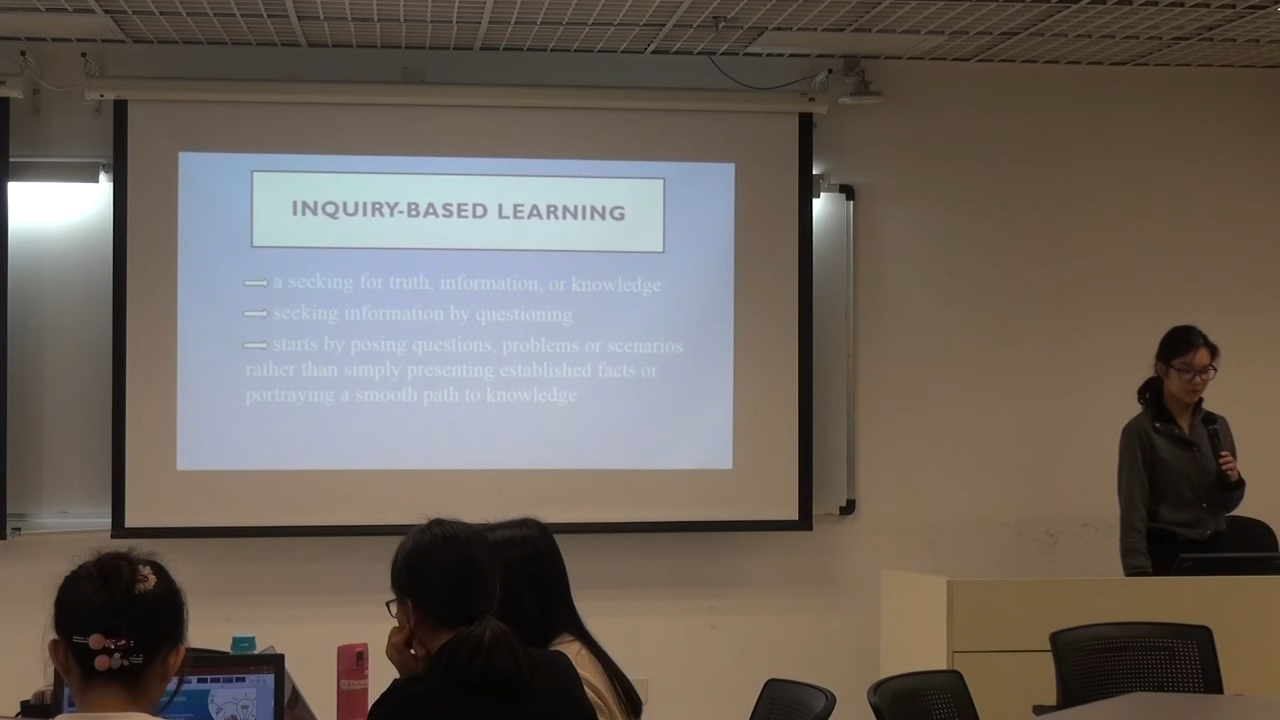 INQUIRY-BASED LEARNING
a seeking for truth, information, or knowledge
seeking information by questioning
starts by posing questions, problems or scenarios
rather than simply presenting established facts or
portraying a smooth path to knowledge